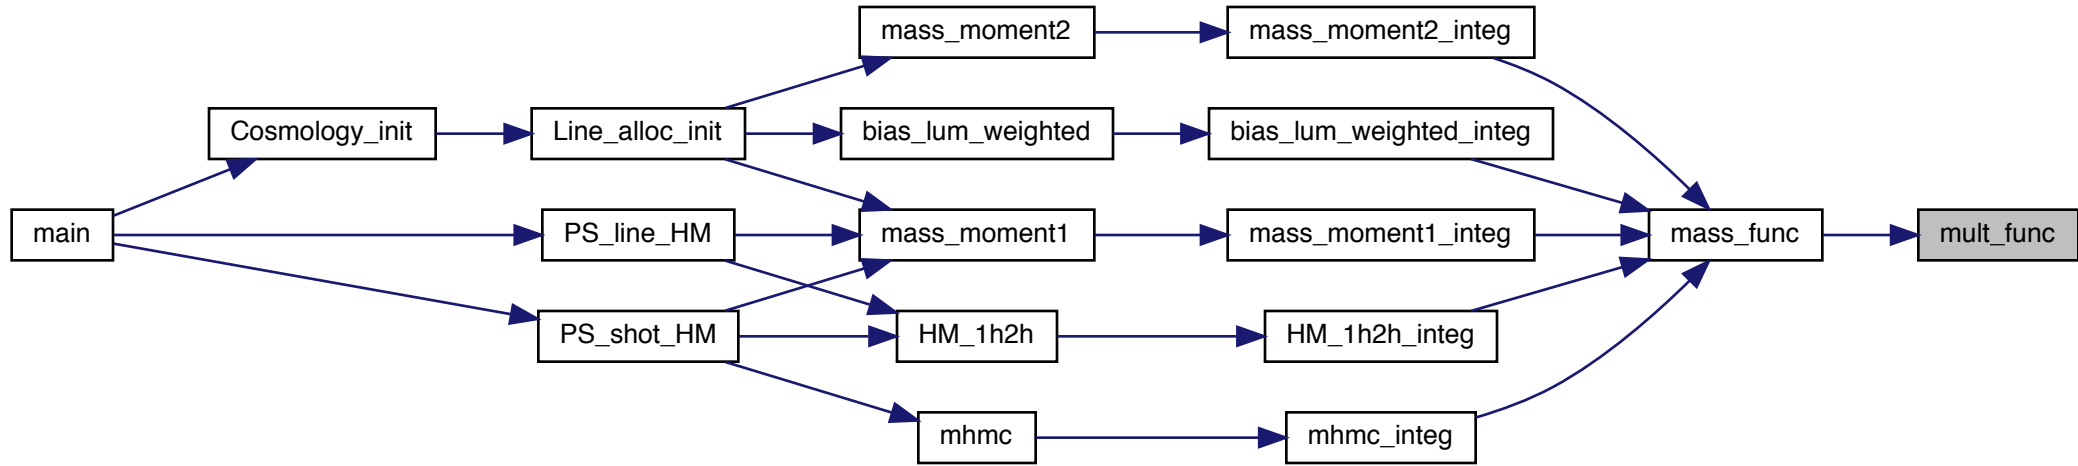 mass_moment2
mass_moment2_integ
Cosmology_init
Line_alloc_init
bias_lum_weighted
bias_lum_weighted_integ
main
PS_line_HM
mass_moment1
mass_moment1_integ
mass_func
mult_func
PS_shot_HM
HM_1h2h
HM_1h2h_integ
mhmc
mhmc_integ